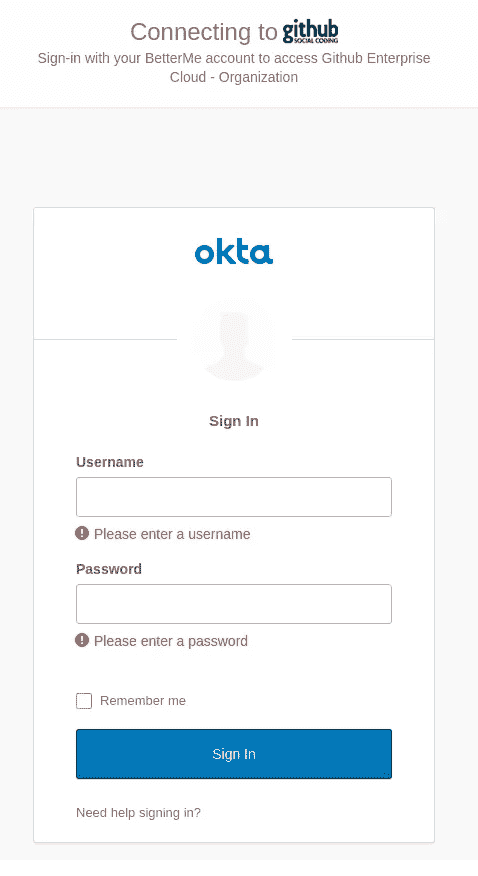 Connecting to github
SOCIAL CODING
Sign-in with your BetterMe account to access Github Enterprise
Cloud - Organization
okta
Sign In
Username
Please enter a username
Password
Please enter a password
Remember me
Sign In
Need help signing in?